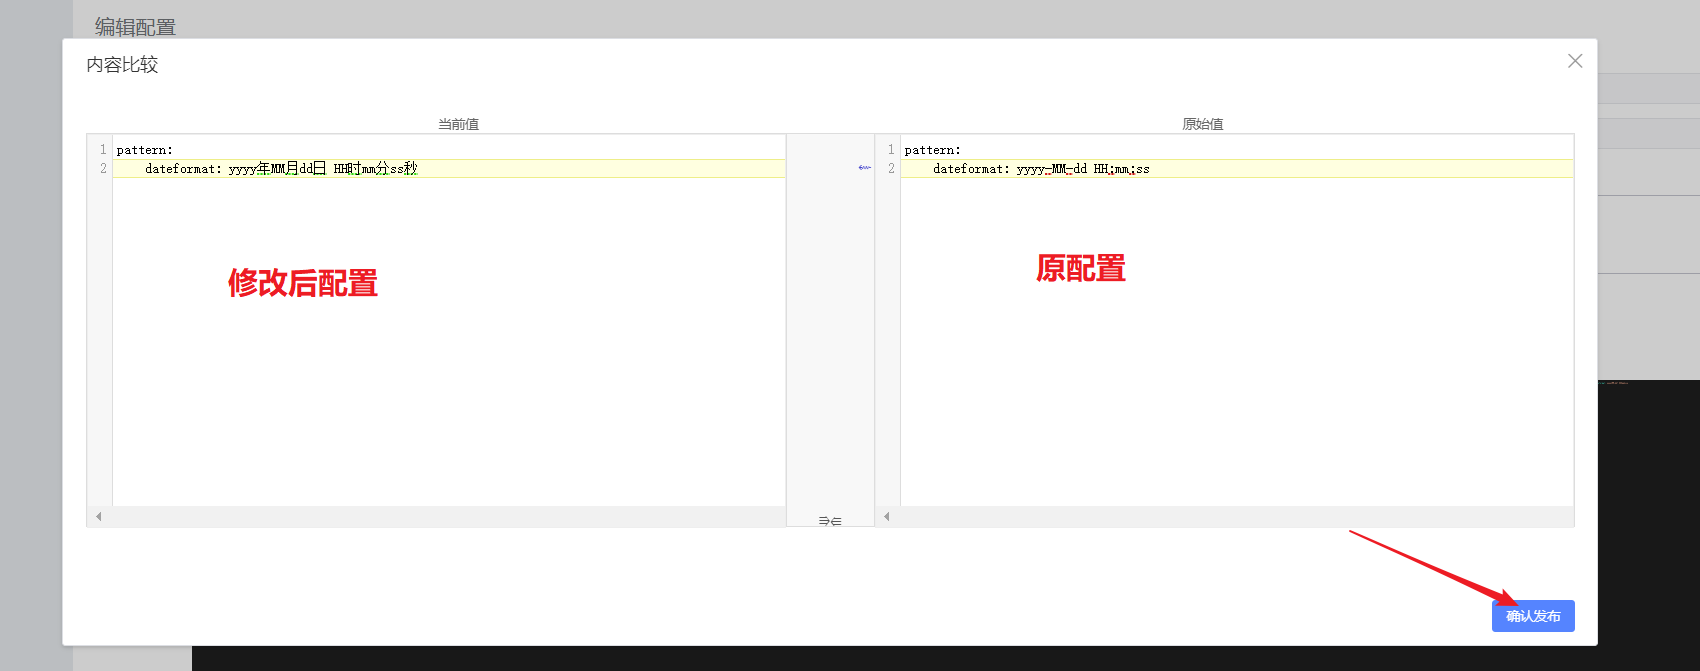 编辑配置
内容比较
当前值
原始值
1 pattern:
2 dateformat: yyyy年MM月dd日 HH时mm分ss秒
1 pattern:
2 dateformat: yyyy-MM-dd HH:mm:ss
修改后配置
原配置
确认发布